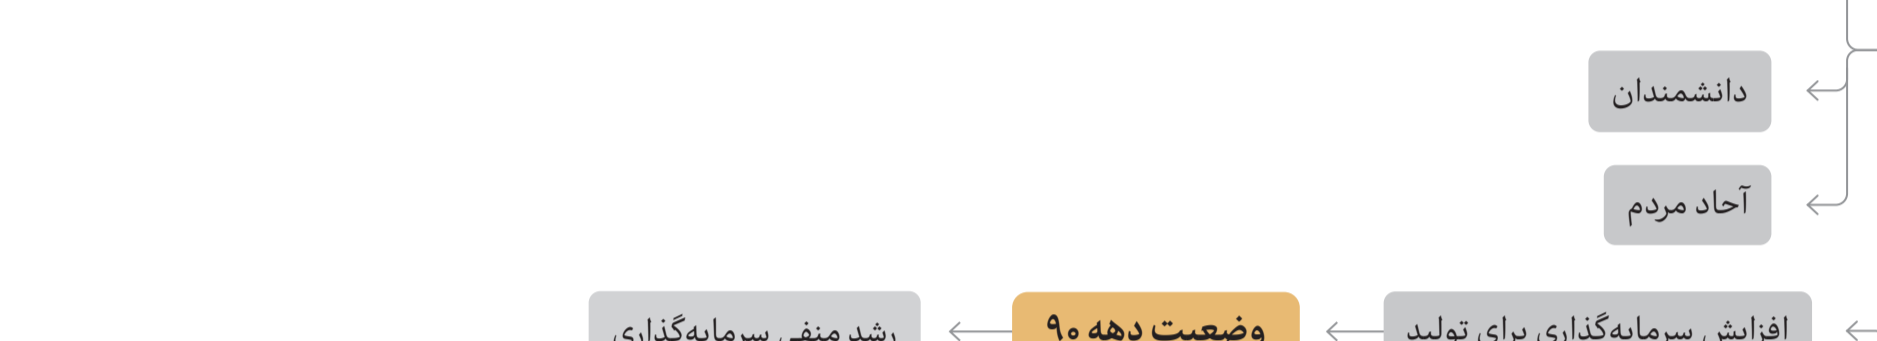 دانشمندان
آحاد مردم
افزایش سرمایه‌گذاری برای تولید
وضعیت دهه ۹۰
رشد منفی سرمایه‌گذاری